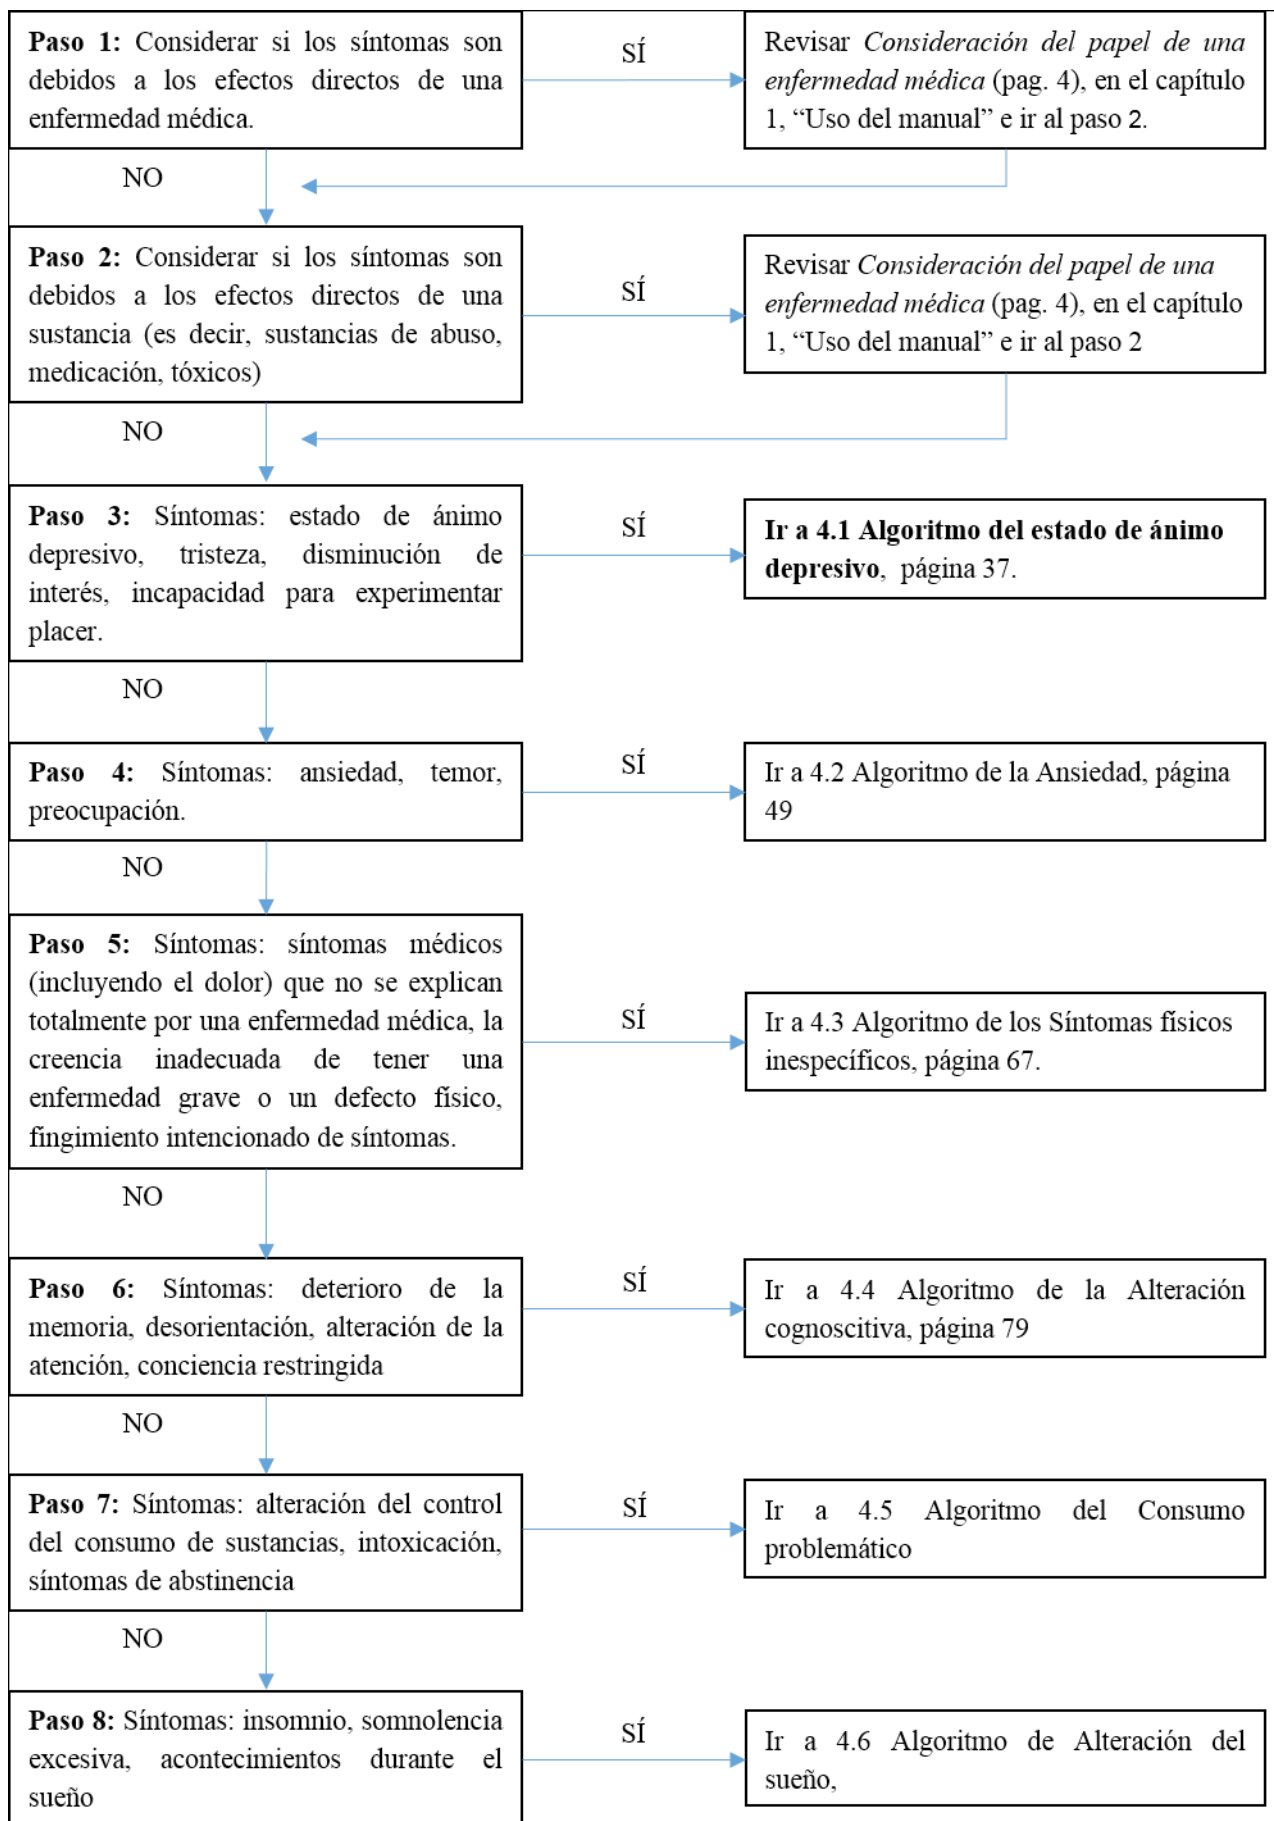 Paso 1: Considerar si los síntomas son
debidos a los efectos directos de una
enfermedad médica.
SÍ
Revisar Consideración del papel de una
enfermedad médica (pag. 4), en el capítulo
1, “Uso del manual” e ir al paso 2.
NO
Paso 2: Considerar si los síntomas son
debidos a los efectos directos de una
sustancia (es decir, sustancias de abuso,
medicación, tóxicos)
SÍ
Revisar Consideración del papel de una
enfermedad médica (pag. 4), en el capítulo
1, “Uso del manual” e ir al paso 2
NO
Paso 3: Síntomas: estado de ánimo
depresivo, tristeza, disminución de
interés, incapacidad para experimentar
placer.
SÍ
Ir a 4.1 Algoritmo del estado de ánimo
depresivo, página 37.
NO
Paso 4: Síntomas: ansiedad, temor,
preocupación.
SÍ
Ir a 4.2 Algoritmo de la Ansiedad, página
49
NO
Paso 5: Síntomas: síntomas médicos
(incluyendo el dolor) que no se explican
totalmente por una enfermedad médica, la
creencia inadecuada de tener una
enfermedad grave o un defecto físico,
fingimiento intencionado de síntomas.
SÍ
Ir a 4.3 Algoritmo de los Síntomas físicos
inespecíficos, página 67.
NO
Paso 6: Síntomas: deterioro de la
memoria, desorientación, alteración de la
atención, conciencia restringida
SÍ
Ir a 4.4 Algoritmo de la Alteración
cognoscitiva, página 79
NO
Paso 7: Síntomas: alteración del control
del consumo de sustancias, intoxicación,
síntomas de abstinencia
SÍ
Ir a 4.5 Algoritmo del Consumo
problemático
NO
Paso 8: Síntomas: insomnio, somnolencia
excesiva, acontecimientos durante el
sueño
SÍ
Ir a 4.6 Algoritmo de Alteración del
sueño,